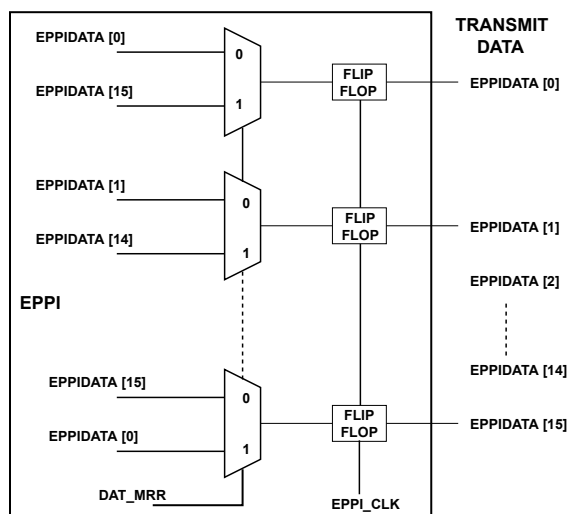 TRANSMIT
DATA
EPPIDATA [0]
0
FLIP
FLOP
EPPIDATA [0]
EPPIDATA [15]
1
EPPIDATA [1]
0
FLIP
FLOP
EPPIDATA [1]
EPPIDATA [14]
1
EPPIDATA [2]
EPPI
EPPIDATA [14]
EPPIDATA [15]
0
FLIP
FLOP
EPPIDATA [15]
EPPIDATA [0]
1
DAT_MRR
EPPI_CLK